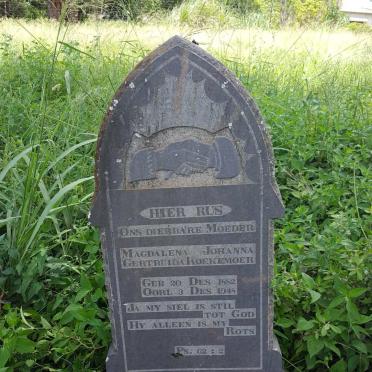 HIER RUS
ONS DIERBARE MOEDER
MAGDALENA JOHANNA
GERTRUIDA KOEKEMOER
GEB 20 DES 1882
OORL 3 DES 1948
JA MY SIEL IS STIL
TOT GOD
HY ALLEEN IS MY
ROTS
PS. 62 : 2